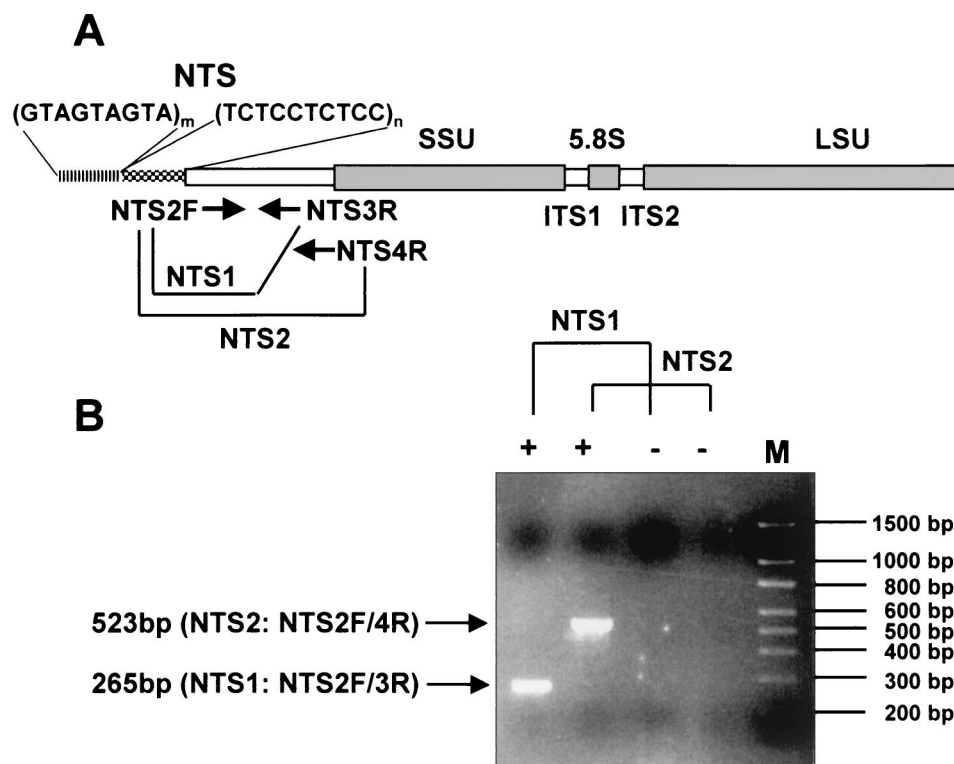 A
NTS
(GTAGTAGTA)m (TCTCCTCTCC)n
SSU 5.8S LSU
ITS1 ITS2
NTS2F NTS3R
NTS4R
NTS1
NTS2
NTS1
NTS2
B
+ + - - M
1500 bp
1000 bp
800 bp
600 bp
523bp (NTS2: NTS2F/4R)
500 bp
400 bp
265bp (NTS1: NTS2F/3R)
300 bp
200 bp